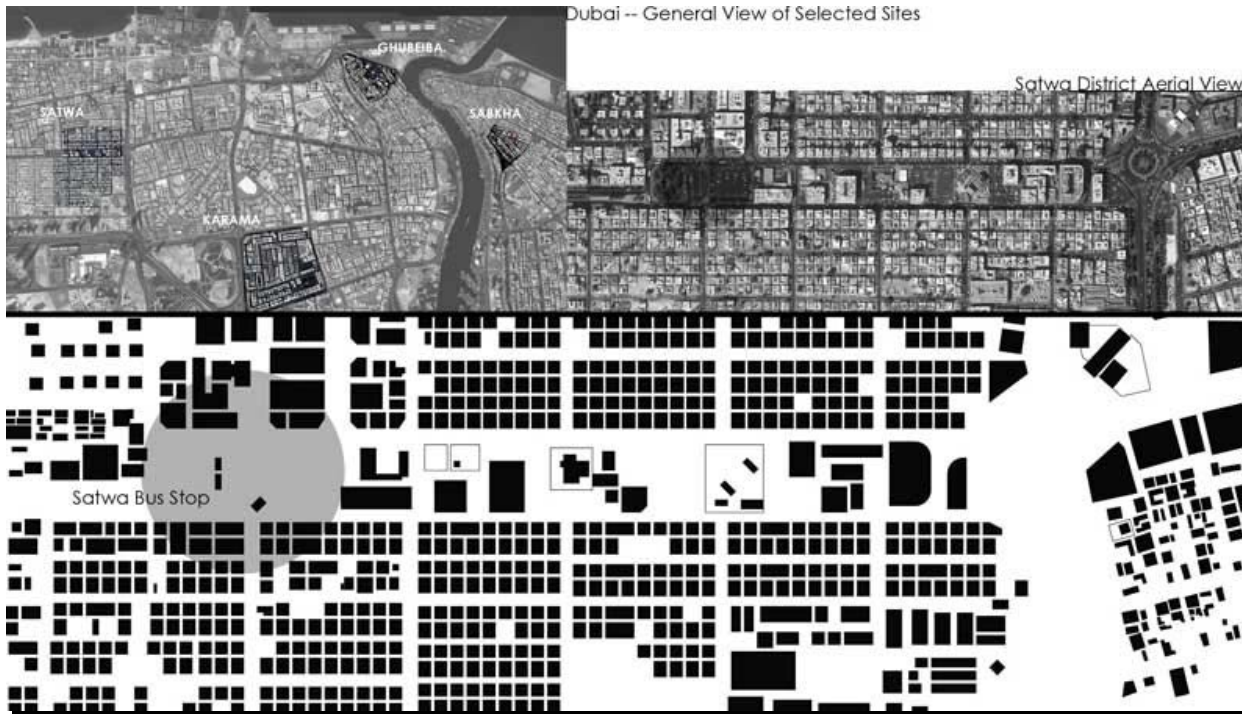 Dubai -- General View of Selected Sites
GHUBEIBA
Satwa District Aerial View
SATWA
SABKHA
KARAMA
Satwa Bus Stop